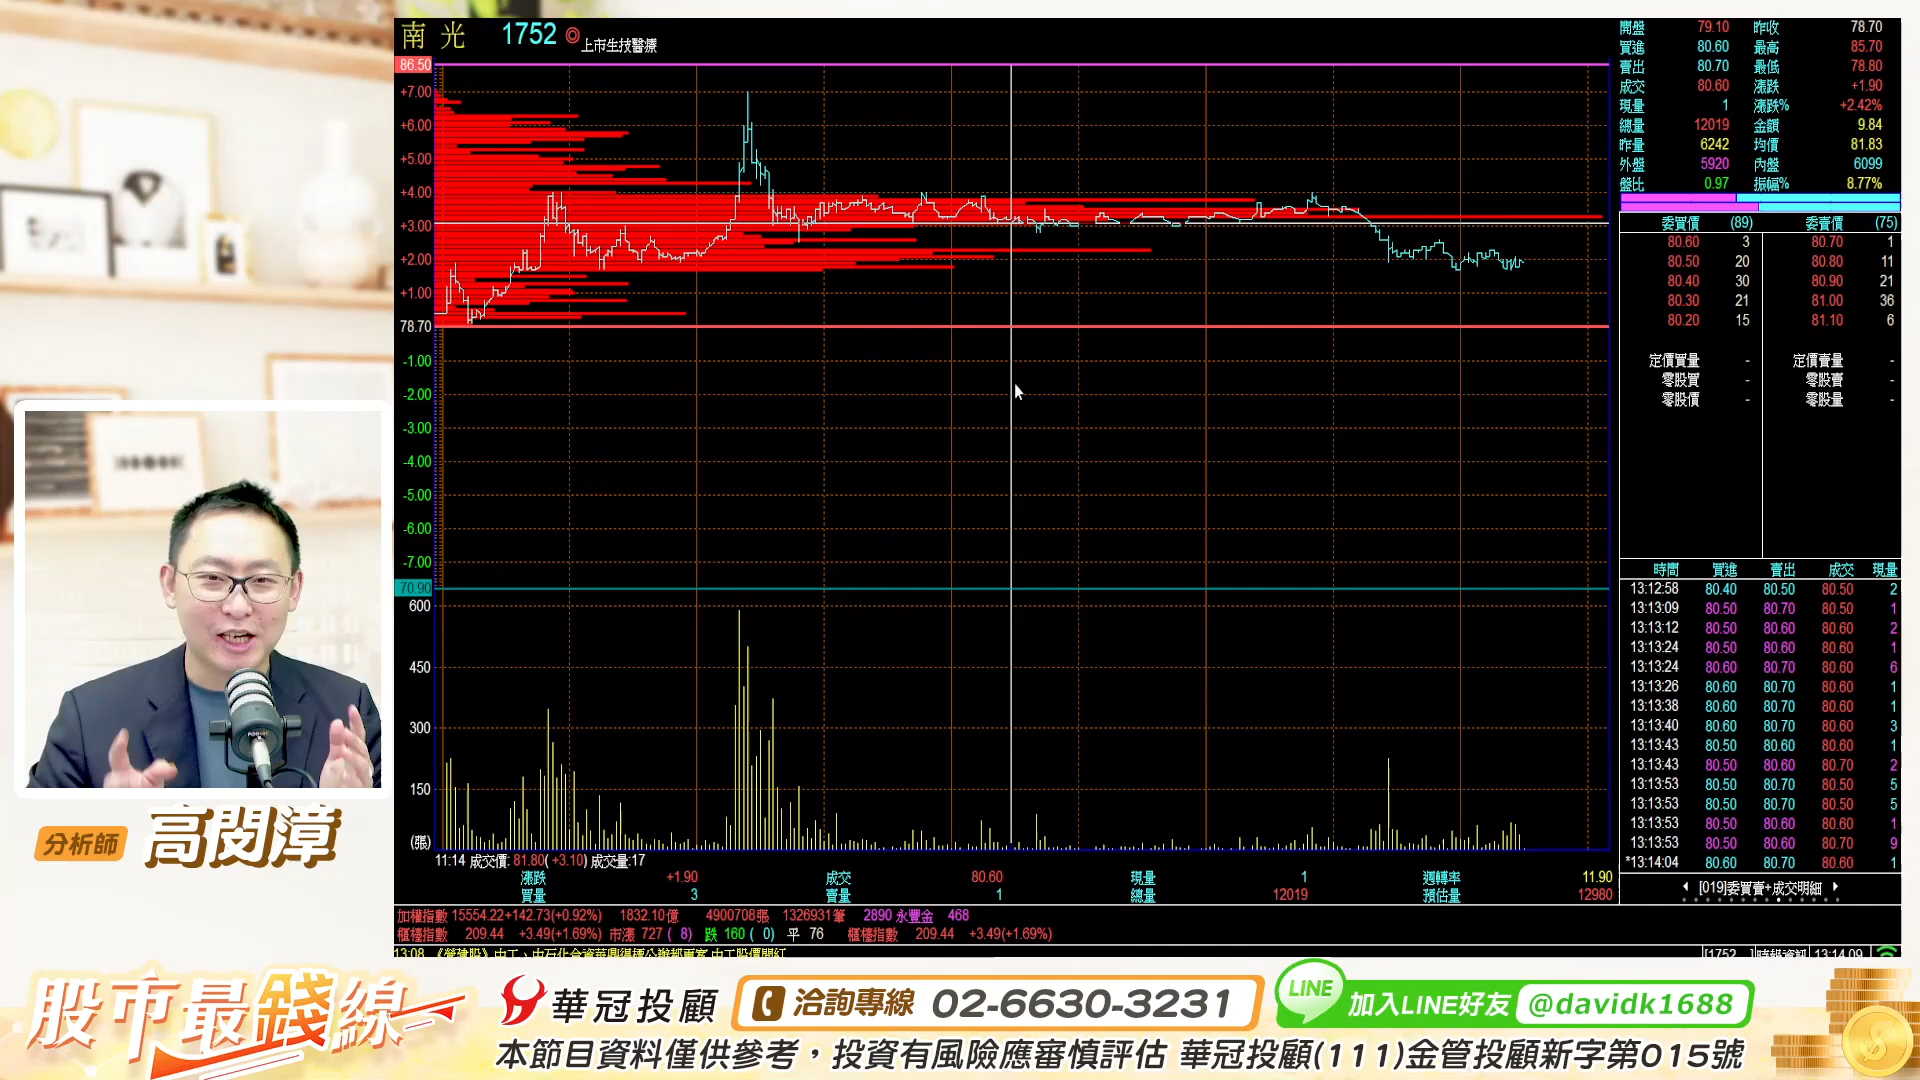 南光 1752 ◎上市生技醫療
86.50
+7.00
+6.00
+5.00
+4.00
+3.00
+2.00
+1.00
78.70
-1.00
-2.00
-3.00
-4.00
-5.00
-6.00
-7.00
70.90
600
450
300
150
(張)
11:14 成交價: 81.80( +3.10) 成交量:17
漲跌 +1.90 成交 80.60 現量 1 週轉率 11.90
買量 3 賣量 1 總量 12019 預估量 12980
加權指數 15554.22+142.73(+0.92%) 1832.10億 4900708張 1326931筆 2890 永豐金 468
櫃檯指數 209.44 +3.49(+1.69%) 市漲 727 ( 8) 跌 160 ( 0) 平 76 櫃檯指數 209.44 +3.49(+1.69%)
開盤 79.10 昨收 78.70
買進 80.60 最高 85.70
賣出 80.70 最低 78.80
成交 80.60 漲跌 +1.90
現量 1 漲跌% +2.42%
總量 12019 金額 9.84
昨量 6242 均價 81.83
外盤 5920 內盤 6099
盤比 0.97 振幅% 8.77%
委買價 (89) 委賣價 (75)
80.60 3 80.70 1
80.50 20 80.80 11
80.40 30 80.90 21
80.30 21 81.00 36
80.20 15 81.10 6
定價買量 - 定價賣量 -
零股買 - 零股賣 -
零股價 - 零股量 -
時間 買進 賣出 成交 現量
13:12:58 80.40 80.50 80.50 2
13:13:09 80.50 80.70 80.50 1
13:13:12 80.50 80.60 80.60 2
13:13:24 80.50 80.60 80.60 1
13:13:24 80.60 80.70 80.60 6
13:13:26 80.60 80.70 80.60 1
13:13:38 80.60 80.70 80.60 1
13:13:40 80.60 80.70 80.60 3
13:13:43 80.50 80.60 80.60 1
13:13:43 80.50 80.60 80.70 2
13:13:53 80.50 80.70 80.50 5
13:13:53 80.50 80.70 80.50 5
13:13:53 80.50 80.60 80.60 1
13:13:53 80.50 80.60 80.70 9
*13:14:04 80.60 80.70 80.60 1
[019]委買賣+成交明細
分析師 高閔漳
股市最錢線
華冠投顧
洽詢專線 02-6630-3231
LINE 加入LINE好友 @davidk1688
本節目資料僅供參考，投資有風險應審慎評估 華冠投顧(111)金管投顧新字第015號